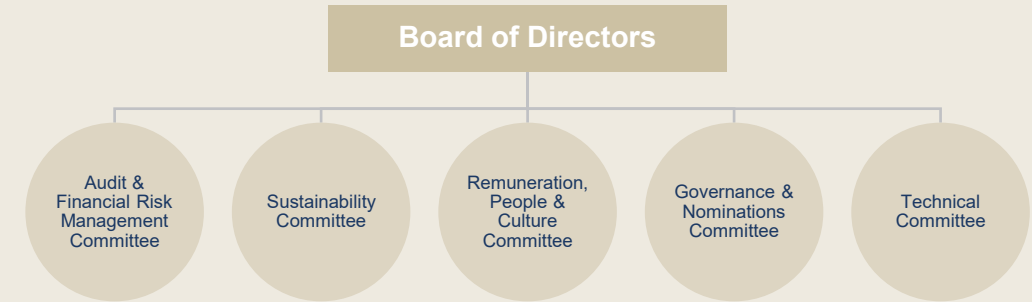 Board of Directors
Audit &
Financial Risk
Management
Committee
Sustainability
Committee
Remuneration,
People &
Culture
Committee
Governance &
Nominations
Committee
Technical
Committee